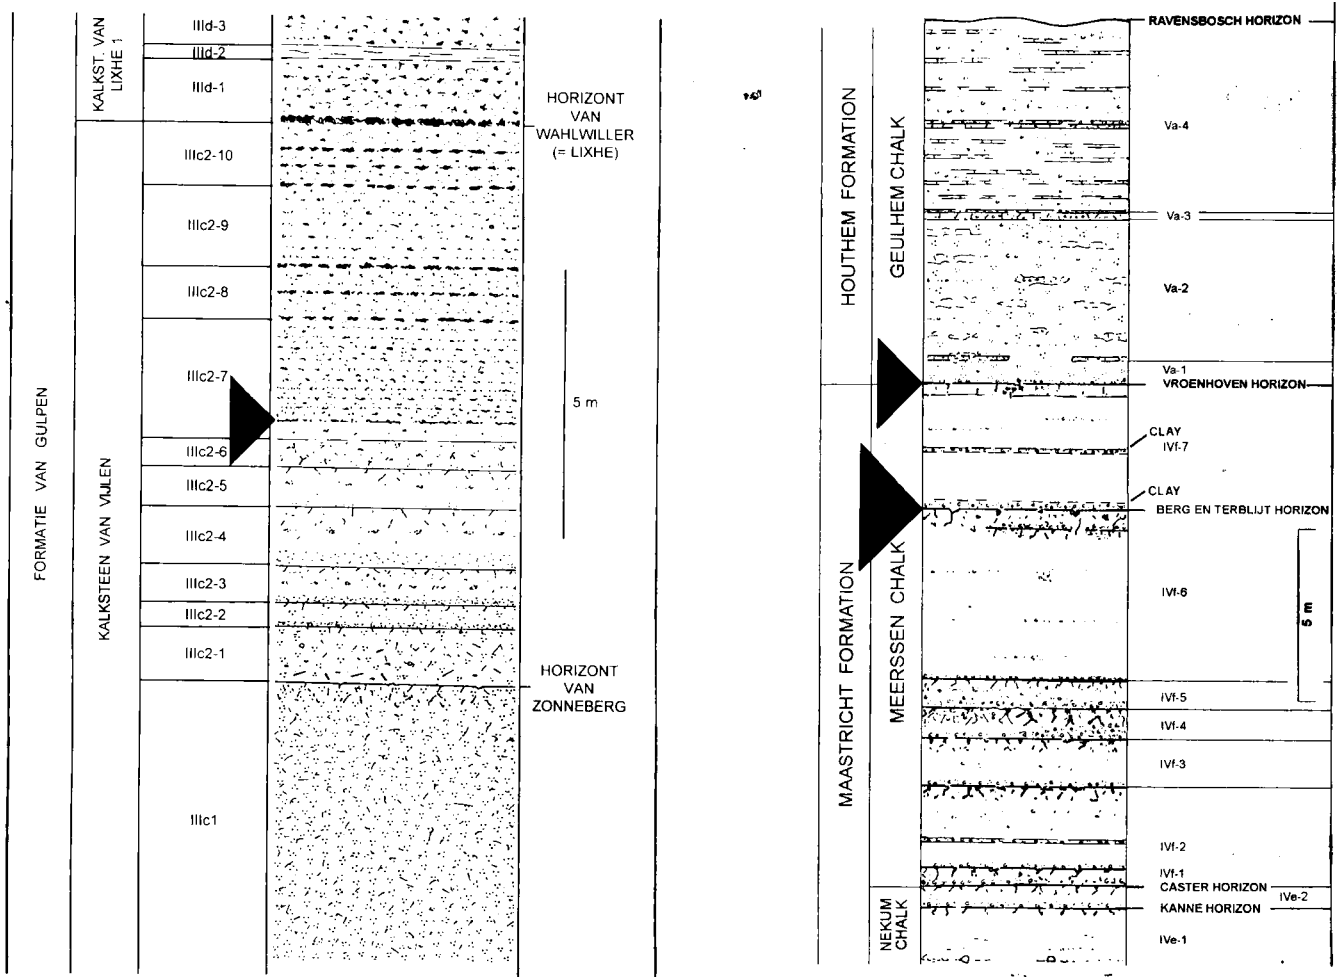 FORMATIE VAN GULPEN
KALKST. VAN
LIXHE 1
KALKSTEEN VAN VIJLEN
IIId-3
IIId-2
IIId-1
IIIc2-10
IIIc2-9
IIIc2-8
IIIc2-7
IIIc2-6
IIIc2-5
IIIc2-4
IIIc2-3
IIIc2-2
IIIc2-1
IIIc1
HORIZONT
VAN
WAHLWILLER
(= LIXHE)
5 m
HORIZONT
VAN
ZONNEBERG
HOUTHEM FORMATION
MAASTRICHT FORMATION
GEULHEM CHALK
MEERSSEN CHALK
NEKUM
CHALK
RAVENSBOSCH HORIZON
Va-4
Va-3
Va-2
Va-1
VROENHOVEN HORIZON
CLAY
IVf-7
CLAY
BERG EN TERBLIJT HORIZON
IVf-6
5 m
IVf-5
IVf-4
IVf-3
IVf-2
IVf-1
CASTER HORIZON
IVe-2
KANNE HORIZON
IVe-1